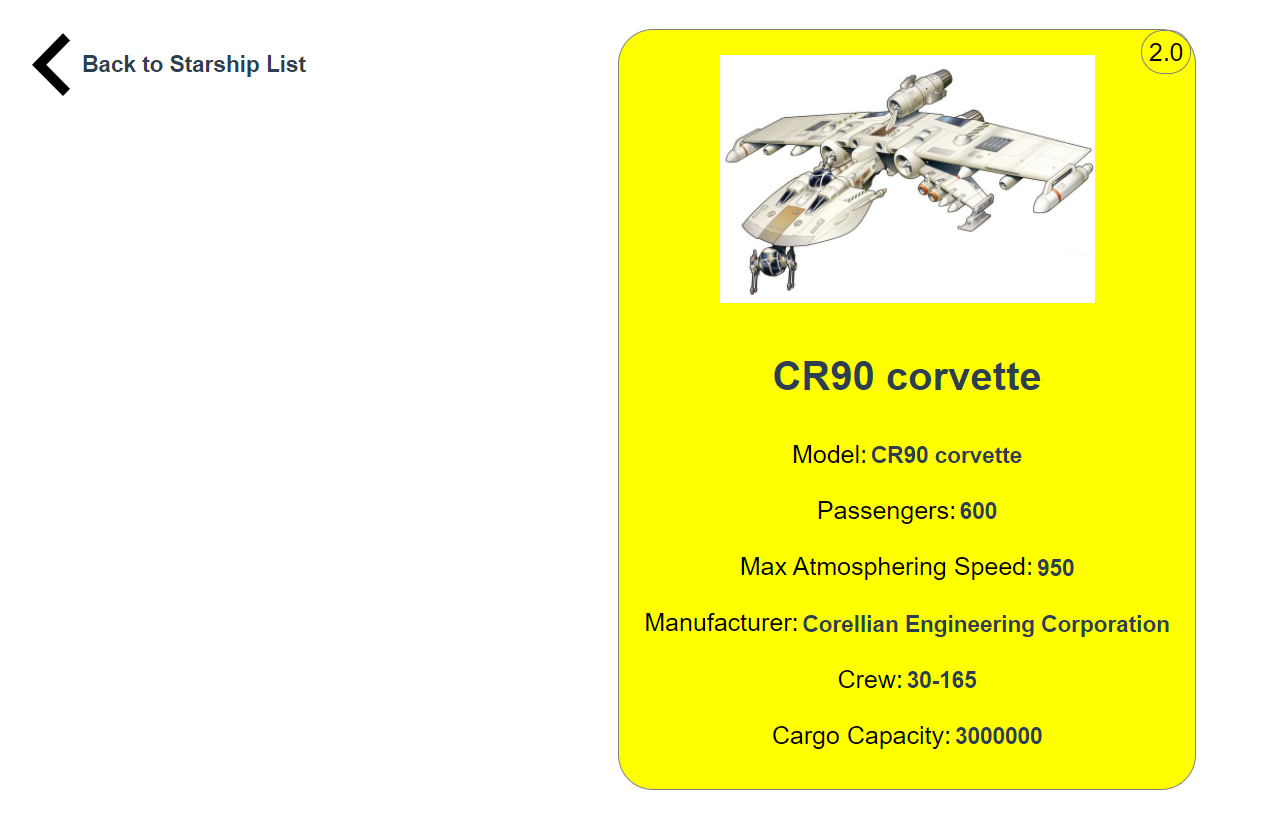 Back to Starship List
2.0
CR90 corvette
Model: CR90 corvette
Passengers: 600
Max Atmosphering Speed: 950
Manufacturer: Corellian Engineering Corporation
Crew: 30-165
Cargo Capacity: 3000000